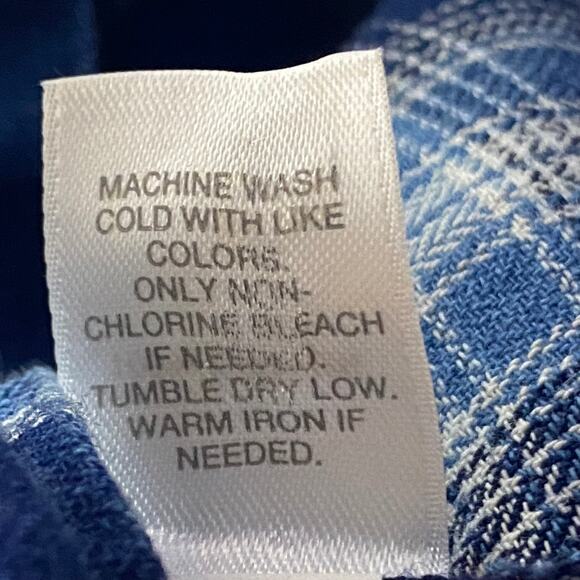 MACHINE WASH
COLD WITH LIKE
COLORS.
ONLY NON-
CHLORINE BLEACH
IF NEEDED.
TUMBLE DRY LOW.
WARM IRON IF
NEEDED.